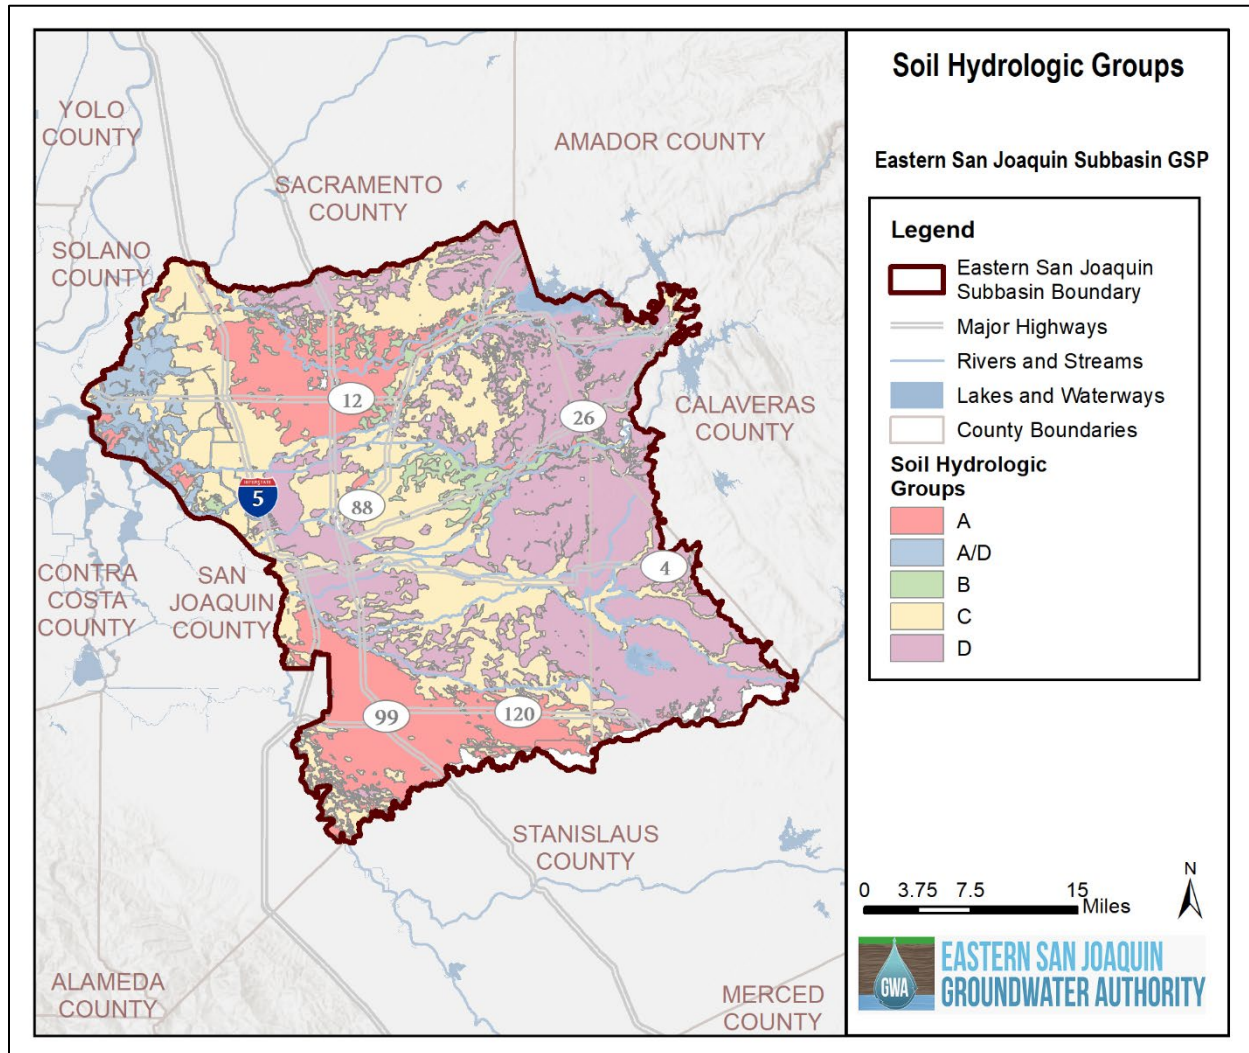 YOLO
COUNTY
AMADOR COUNTY
SACRAMENTO
COUNTY
SOLANO
COUNTY
12
26
CALAVERAS
COUNTY
INTERSTATE
5
88
4
CONTRA
COSTA
COUNTY
SAN
JOAQUIN
COUNTY
99
120
STANISLAUS
COUNTY
ALAMEDA
COUNTY
MERCED
COUNTY
Soil Hydrologic Groups
Eastern San Joaquin Subbasin GSP
Legend
Eastern San Joaquin
Subbasin Boundary
Major Highways
Rivers and Streams
Lakes and Waterways
County Boundaries
Soil Hydrologic
Groups
A
A/D
B
C
D
N
0 3.75 7.5 15
Miles
GWA
EASTERN SAN JOAQUIN
GROUNDWATER AUTHORITY